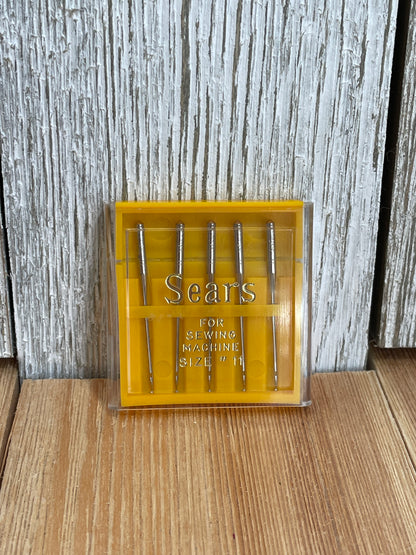 Sears
FOR
SEWING
MACHINE
SIZE "11